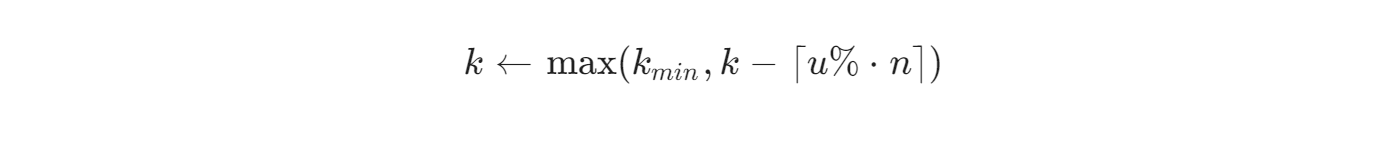 k ← max(k_min, k − ⌈u% · n⌉)